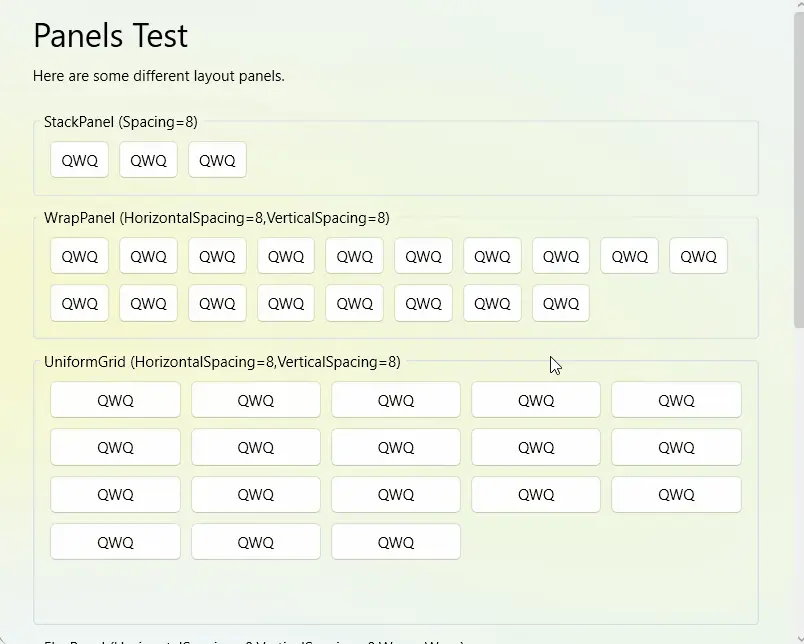 Panels Test
Here are some different layout panels.
StackPanel (Spacing=8)
QWQ QWQ QWQ
WrapPanel (HorizontalSpacing=8,VerticalSpacing=8)
QWQ QWQ QWQ QWQ QWQ QWQ QWQ QWQ QWQ QWQ
QWQ QWQ QWQ QWQ QWQ QWQ QWQ QWQ
UniformGrid (HorizontalSpacing=8,VerticalSpacing=8)
QWQ QWQ QWQ QWQ QWQ
QWQ QWQ QWQ QWQ QWQ
QWQ QWQ QWQ QWQ QWQ
QWQ QWQ QWQ